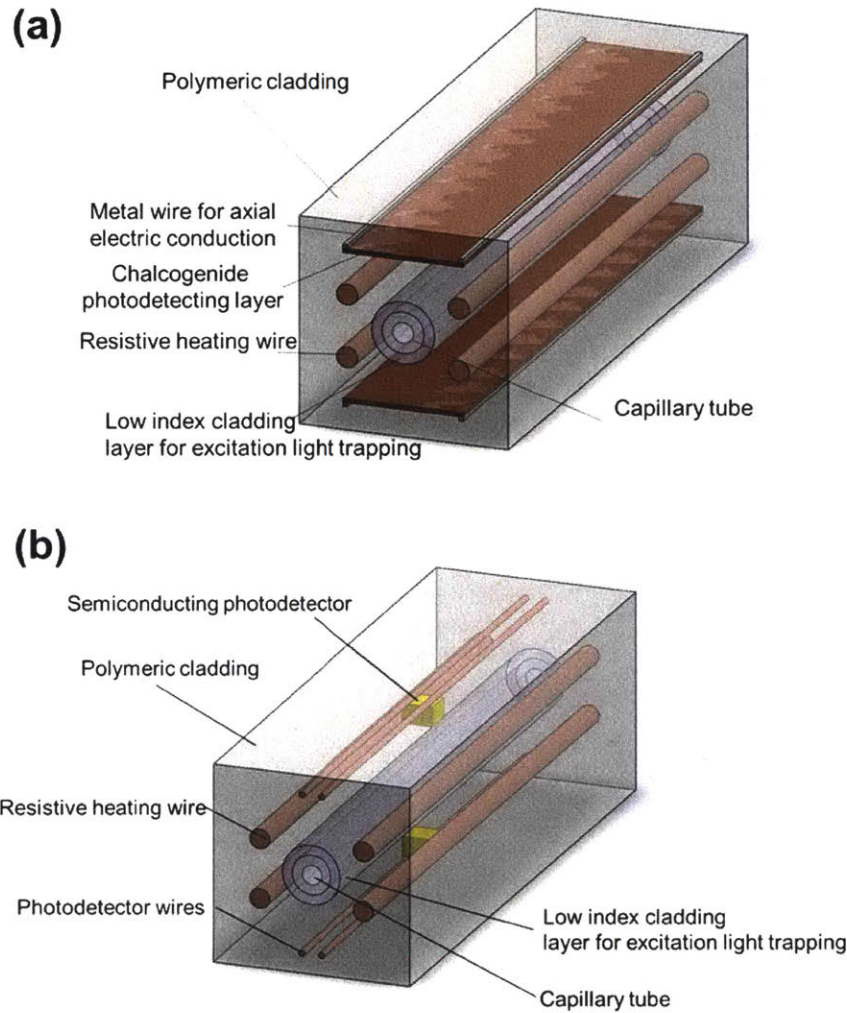 (a)
Polymeric cladding
Metal wire for axial
electric conduction
Chalcogenide
photodetecting layer
Resistive heating wire
Low index cladding
layer for excitation light trapping
Capillary tube
(b)
Semiconducting photodetector
Polymeric cladding
Resistive heating wire
Photodetector wires
Low index cladding
layer for excitation light trapping
Capillary tube